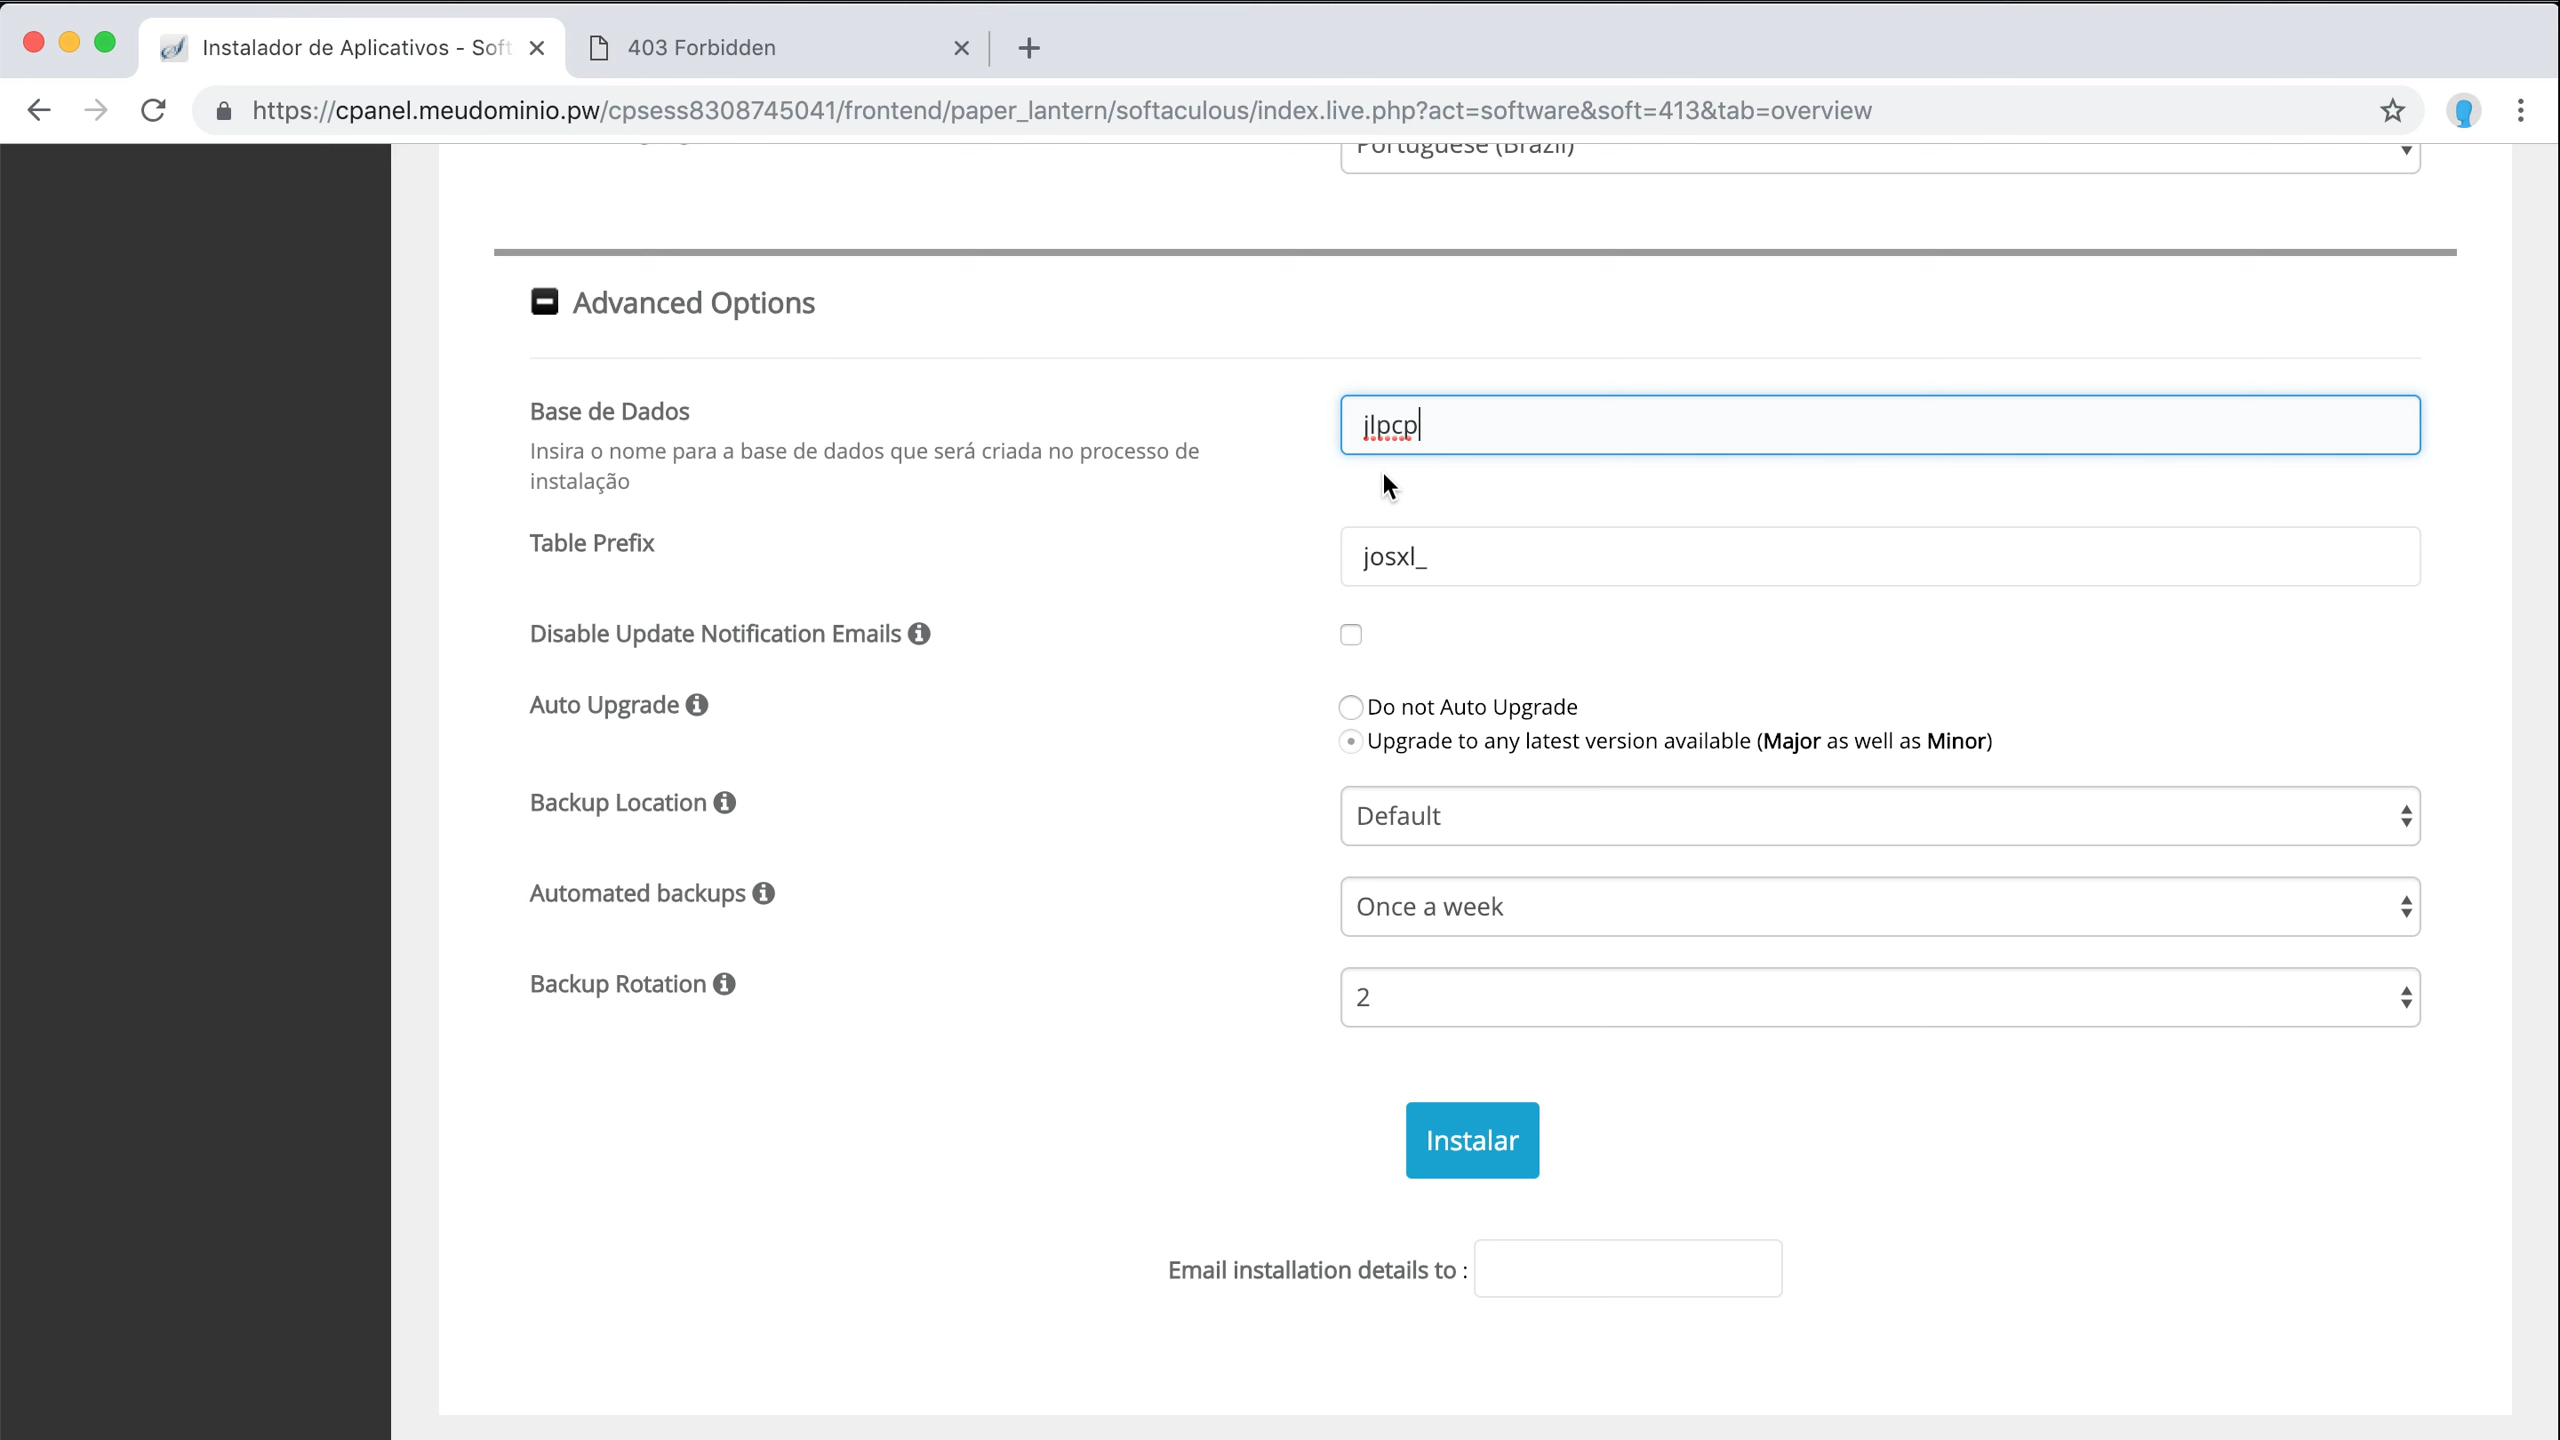 Instalador de Aplicativos - Soft
403 Forbidden
https://cpanel.meudominio.pw/cpsess8308745041/frontend/paper_lantern/softaculous/index.live.php?act=software&soft=413&tab=overview
Portuguese (Brazil)
Advanced Options
Base de Dados
jlpcp
Insira o nome para a base de dados que será criada no processo de
instalação
Table Prefix
josxl_
Disable Update Notification Emails
Auto Upgrade
Do not Auto Upgrade
Upgrade to any latest version available (Major as well as Minor)
Backup Location
Default
Automated backups
Once a week
Backup Rotation
2
Instalar
Email installation details to :